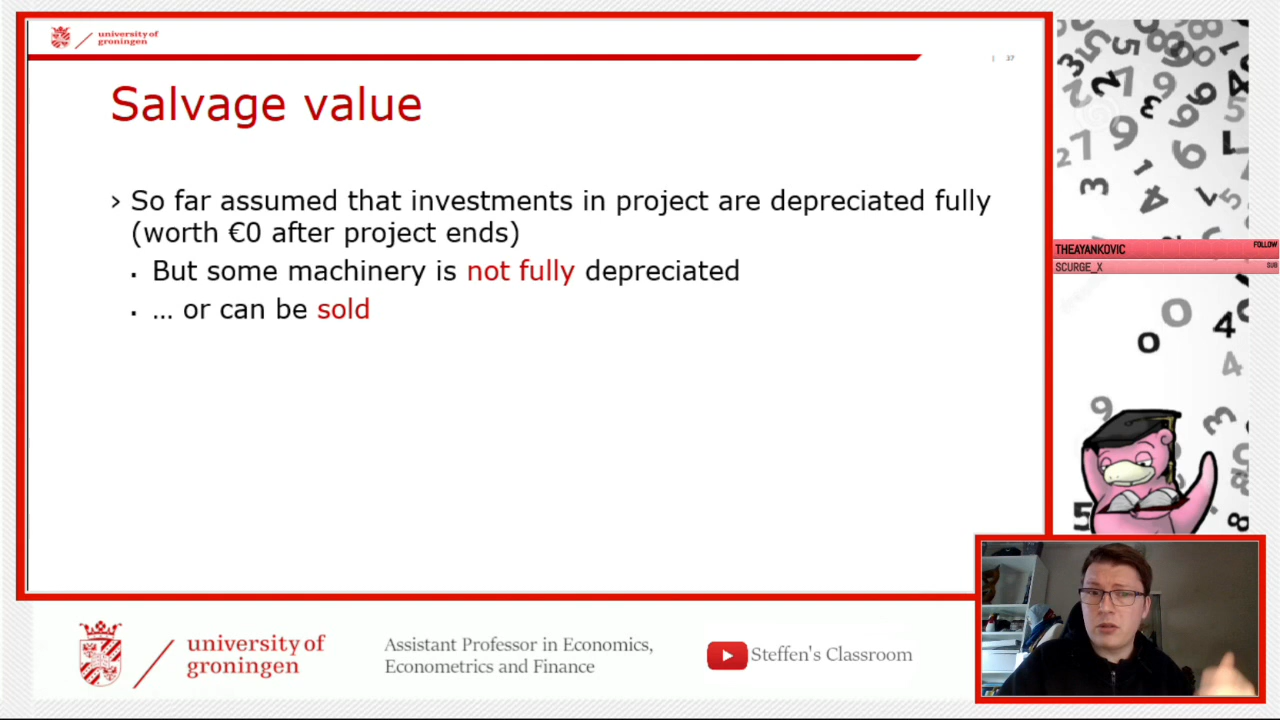 university of
groningen
| 37
Salvage value
› So far assumed that investments in project are depreciated fully
(worth €0 after project ends)
▪ But some machinery is not fully depreciated
▪ … or can be sold
THEAYANKOVIC FOLLOW
SCURGE_X SUB
university of
groningen
Assistant Professor in Economics,
Econometrics and Finance
Steffen's Classroom